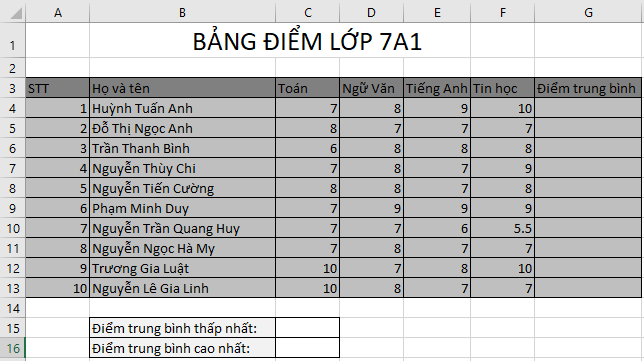 A B C D E F G
1 BẢNG ĐIỂM LỚP 7A1
2
3 STT Họ và tên Toán Ngữ Văn Tiếng Anh Tin học Điểm trung bình
4 1 Huỳnh Tuấn Anh 7 8 9 10
5 2 Đỗ Thị Ngọc Anh 8 7 7 7
6 3 Trần Thanh Bình 6 8 8 8
7 4 Nguyễn Thùy Chi 7 8 7 9
8 5 Nguyễn Tiến Cường 8 8 7 8
9 6 Phạm Minh Duy 7 9 9 9
10 7 Nguyễn Trần Quang Huy 7 7 6 5.5
11 8 Nguyễn Ngọc Hà My 7 8 7 7
12 9 Trương Gia Luật 10 7 8 10
13 10 Nguyễn Lê Gia Linh 10 8 7 7
14
15 Điểm trung bình thấp nhất:
16 Điểm trung bình cao nhất: